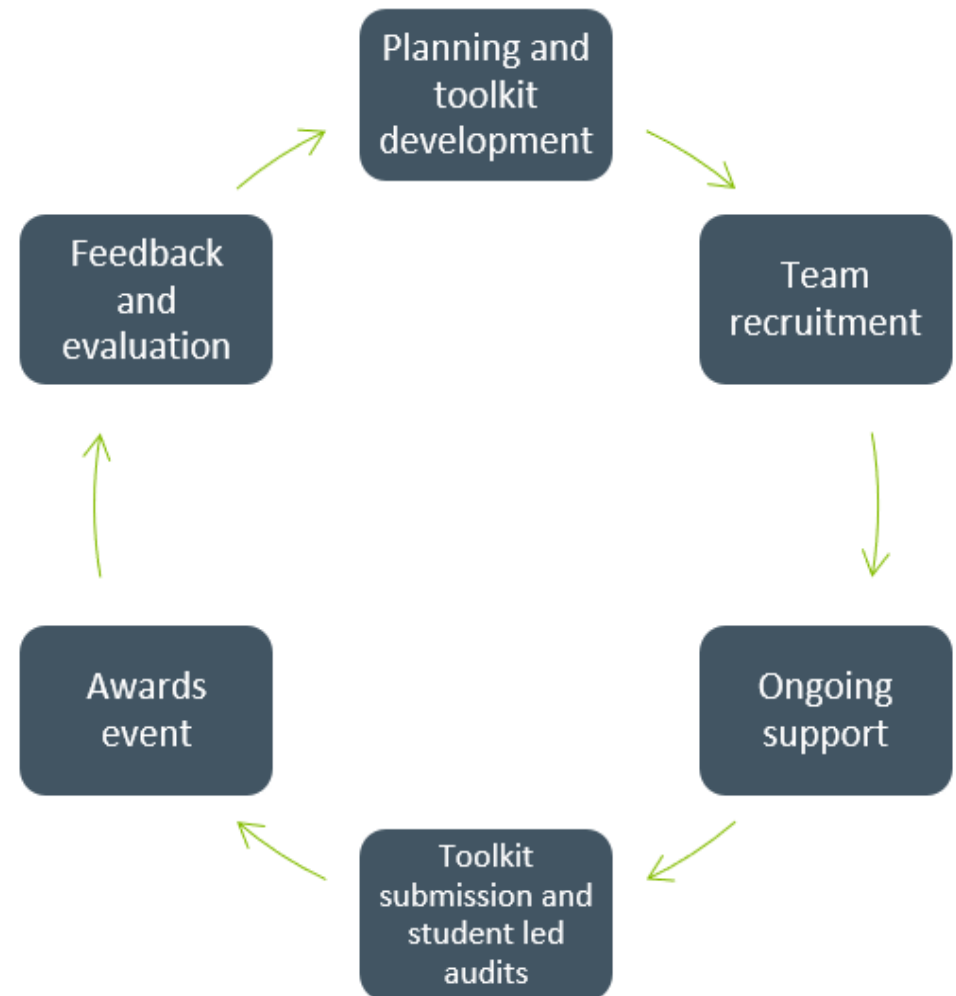 Planning and
toolkit
development
Team
recruitment
Ongoing
support
Toolkit
submission and
student led
audits
Awards
event
Feedback
and
evaluation